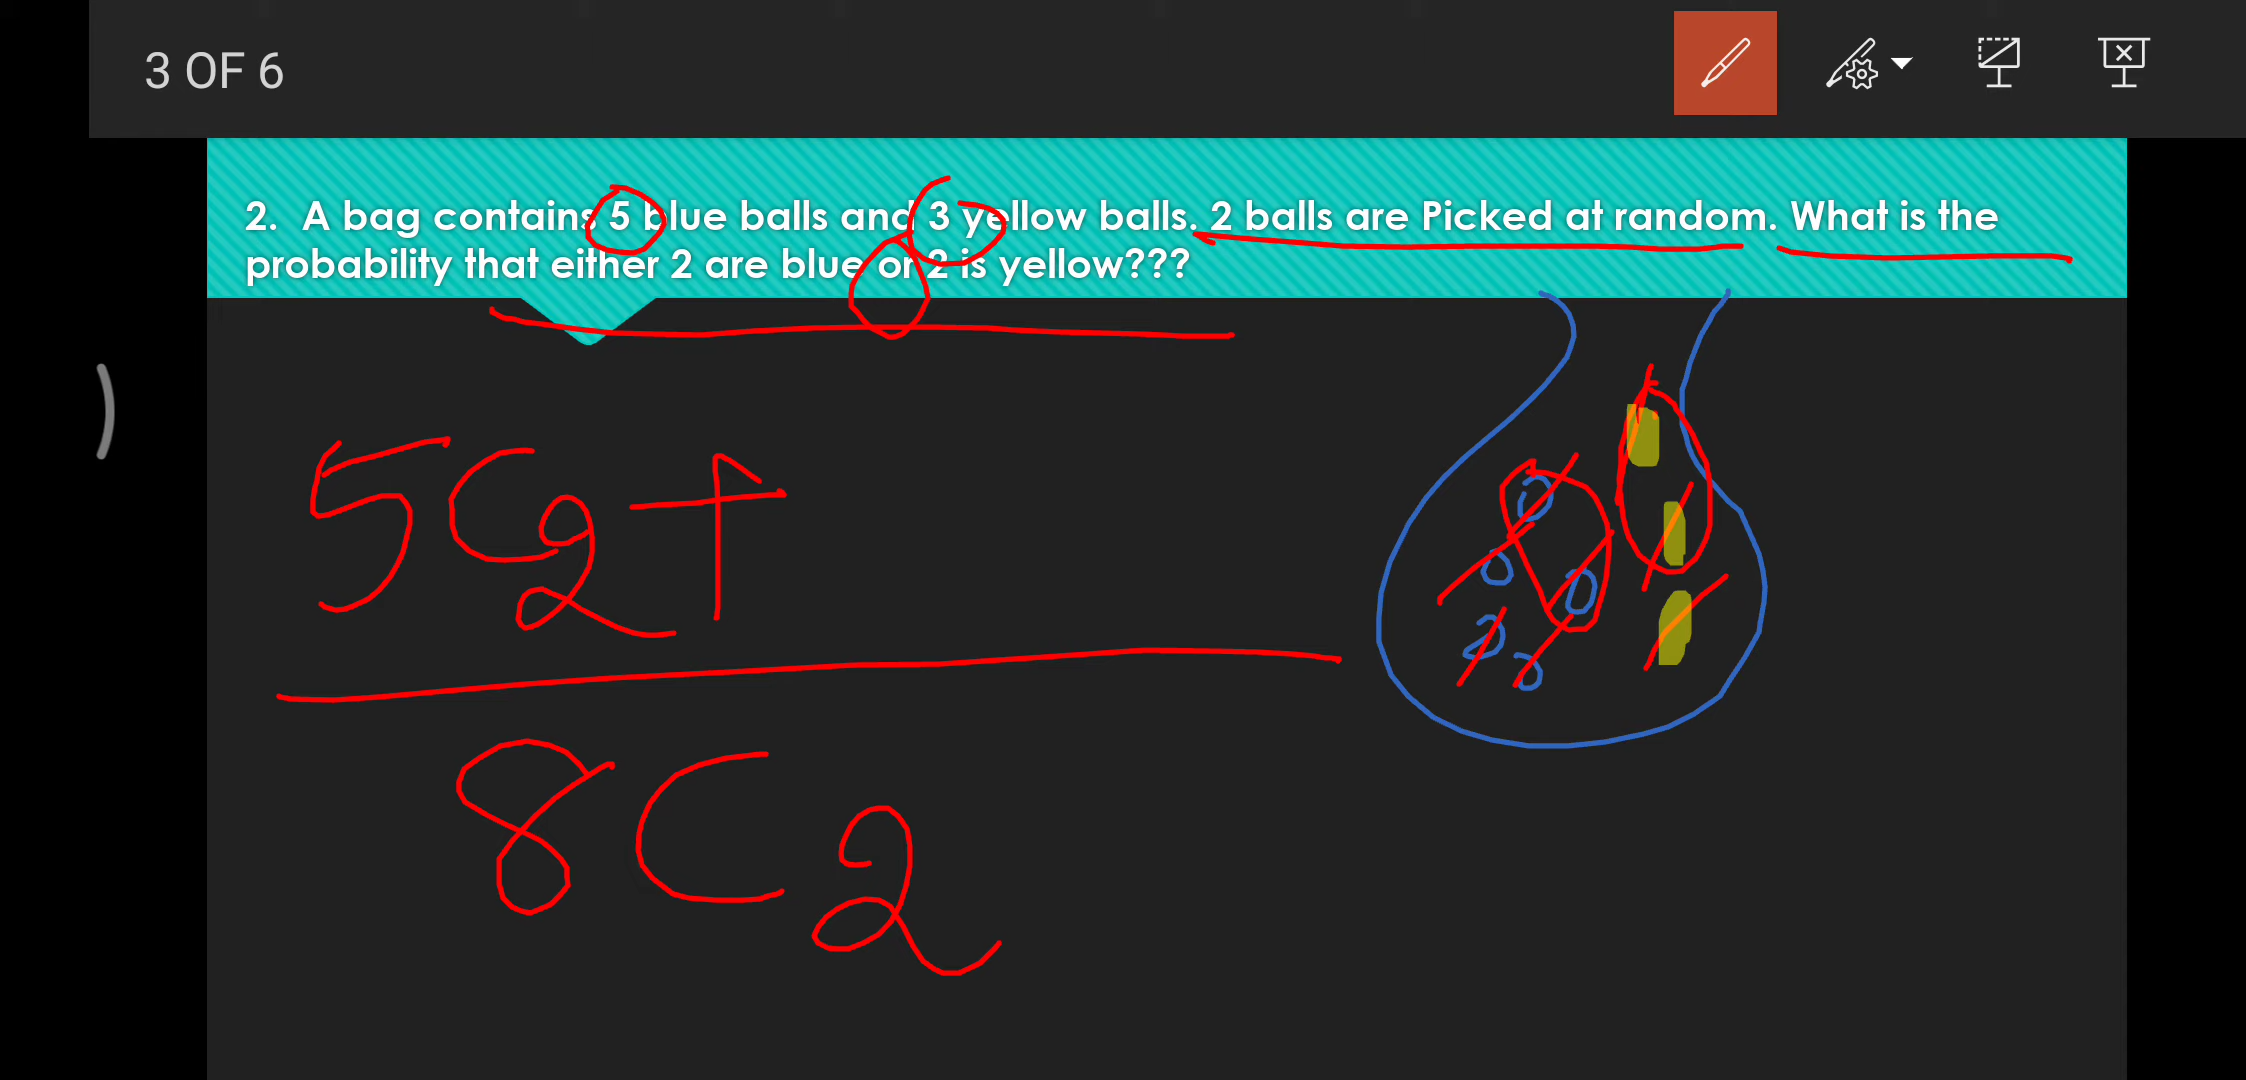 3 OF 6
2. A bag contains 5 blue balls and 3 yellow balls. 2 balls are Picked at random. What is the
probability that either 2 are blue or 2 is yellow???
5C2+
8C2